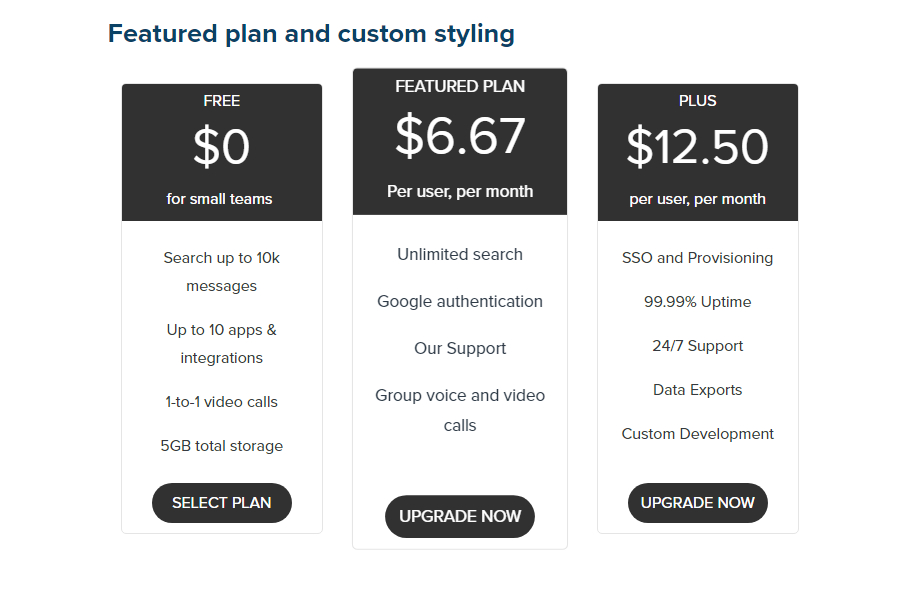 Featured plan and custom styling
FREE
$0
for small teams
Search up to 10k
messages
Up to 10 apps &
integrations
1-to-1 video calls
5GB total storage
SELECT PLAN
FEATURED PLAN
$6.67
Per user, per month
Unlimited search
Google authentication
Our Support
Group voice and video
calls
UPGRADE NOW
PLUS
$12.50
per user, per month
SSO and Provisioning
99.99% Uptime
24/7 Support
Data Exports
Custom Development
UPGRADE NOW